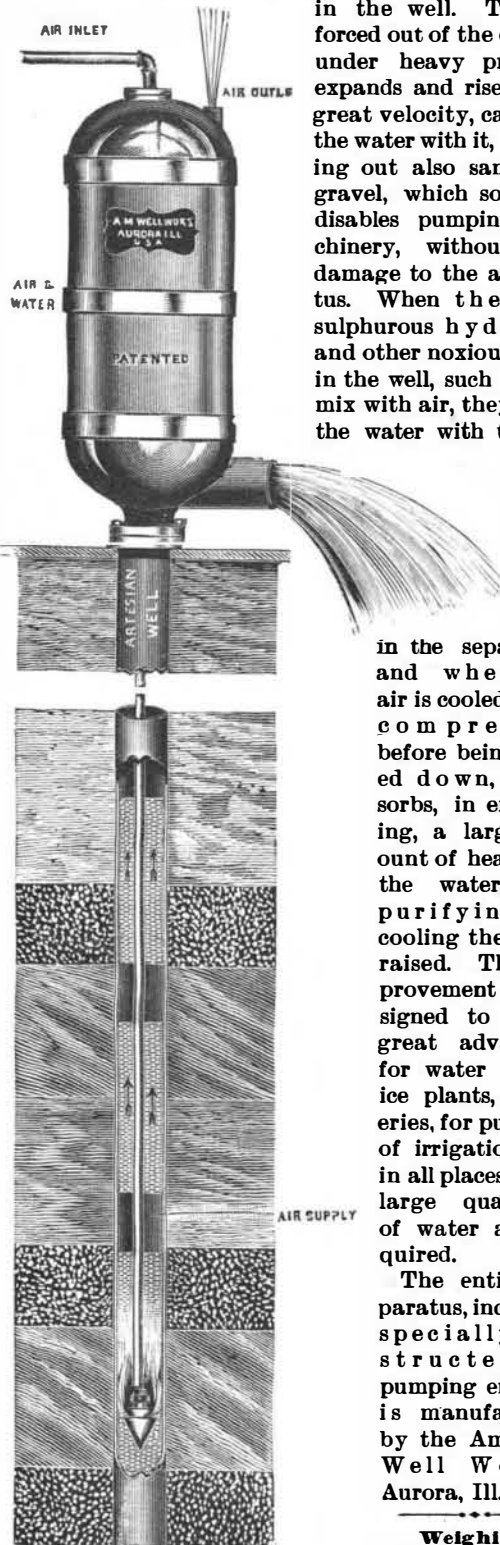 AIR INLET
AIR OUTLE
A M WELL WORKS
AURORA ILL
U S A
AIR &
WATER
PATENTED
ARTESIAN
WELL
AIR SUPPLY
in the well. T
forced out of the
under heavy pr
expands and rise
great velocity, ca
the water with it,
ing out also san
gravel, which so
disables pumpin
chinery, withou
damage to the a
tus. When the
sulphurous hyd
and other noxiou
in the well, such
mix with air, they
the water with t
in the sepa
and whe
air is cooled
compre
before bein
ed down,
sorbs, in e
ing, a larg
ount of hea
the water
purifyin
cooling the
raised. Th
provement
signed to
great adv
for water
ice plants,
eries, for pu
of irrigatio
in all places
large qua
of water a
quired.
The enti
paratus, inc
speciall
structe
pumping e
is manufa
by the Am
Well W
Aurora, Ill.
Weighi